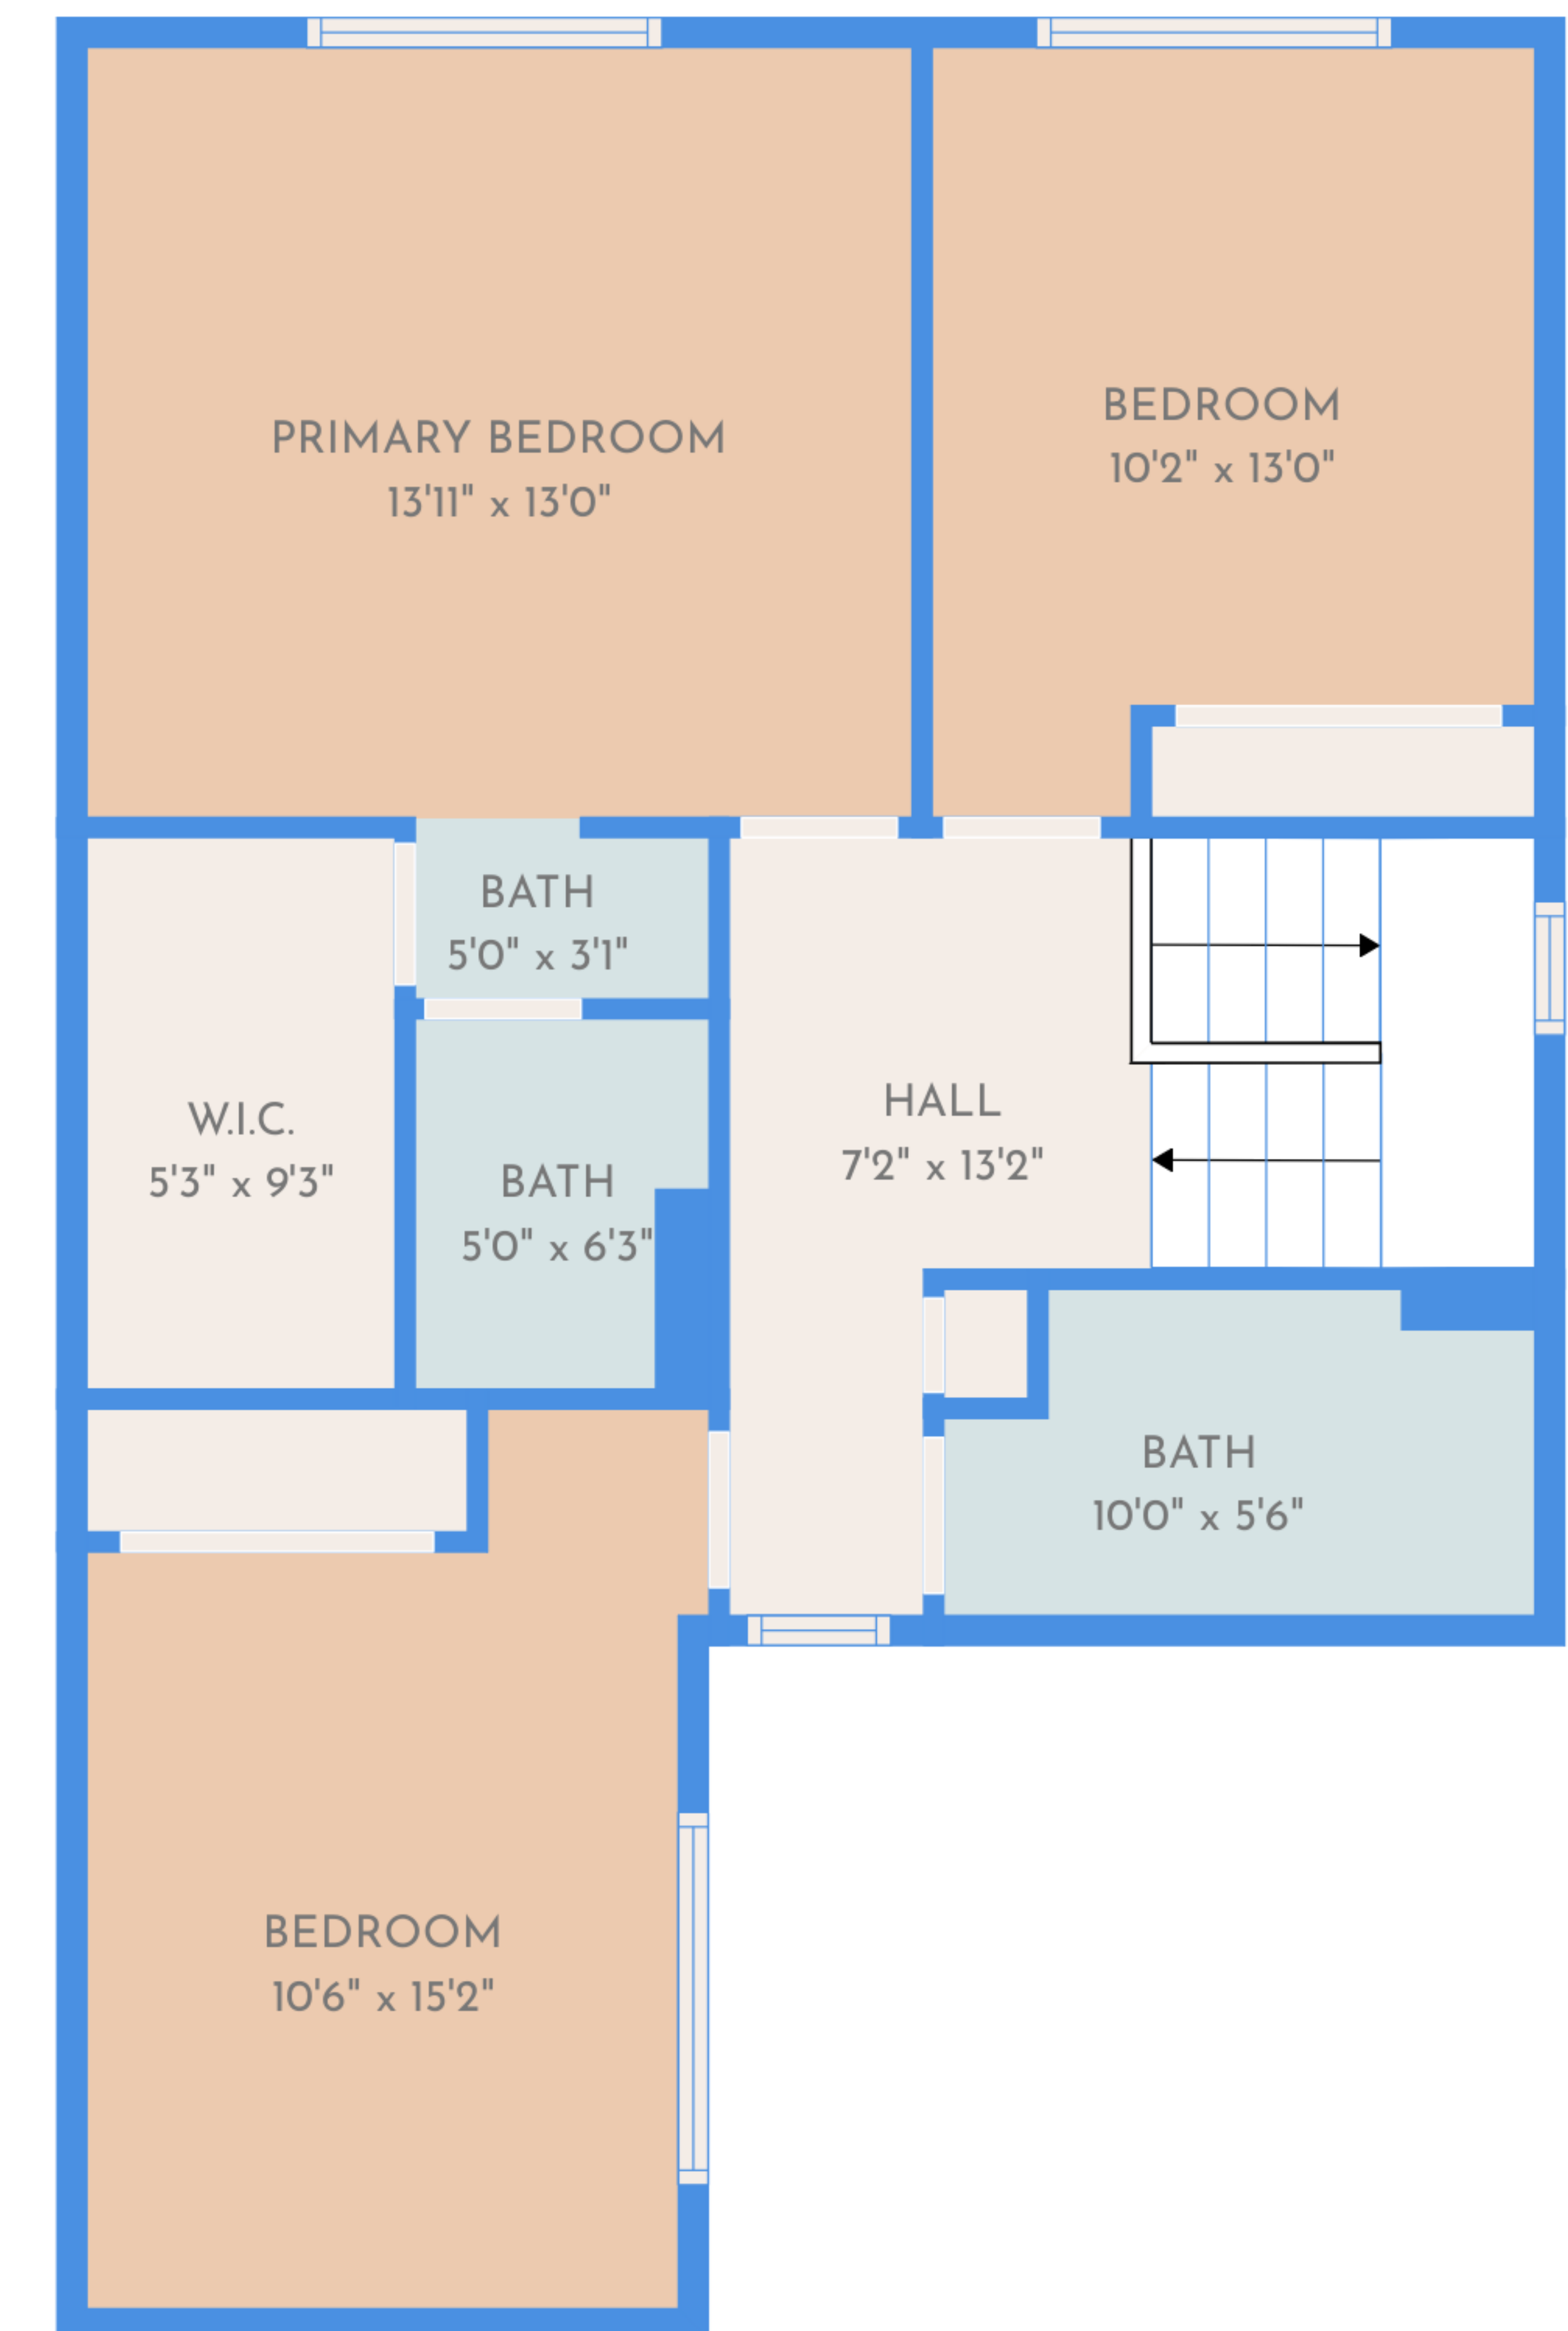 PRIMARY BEDROOM
13'11" x 13'0"
BEDROOM
10'2" x 13'0"
BATH
5'0" x 3'1"
W.I.C.
5'3" x 9'3"
BATH
5'0" x 6'3"
HALL
7'2" x 13'2"
BATH
10'0" x 5'6"
BEDROOM
10'6" x 15'2"